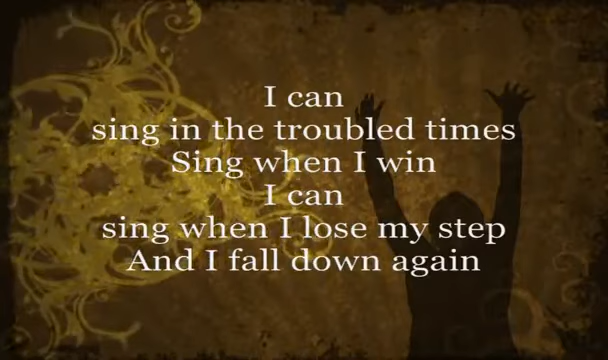 I can
sing in the troubled times
Sing when I win
I can
sing when I lose my step
And I fall down again